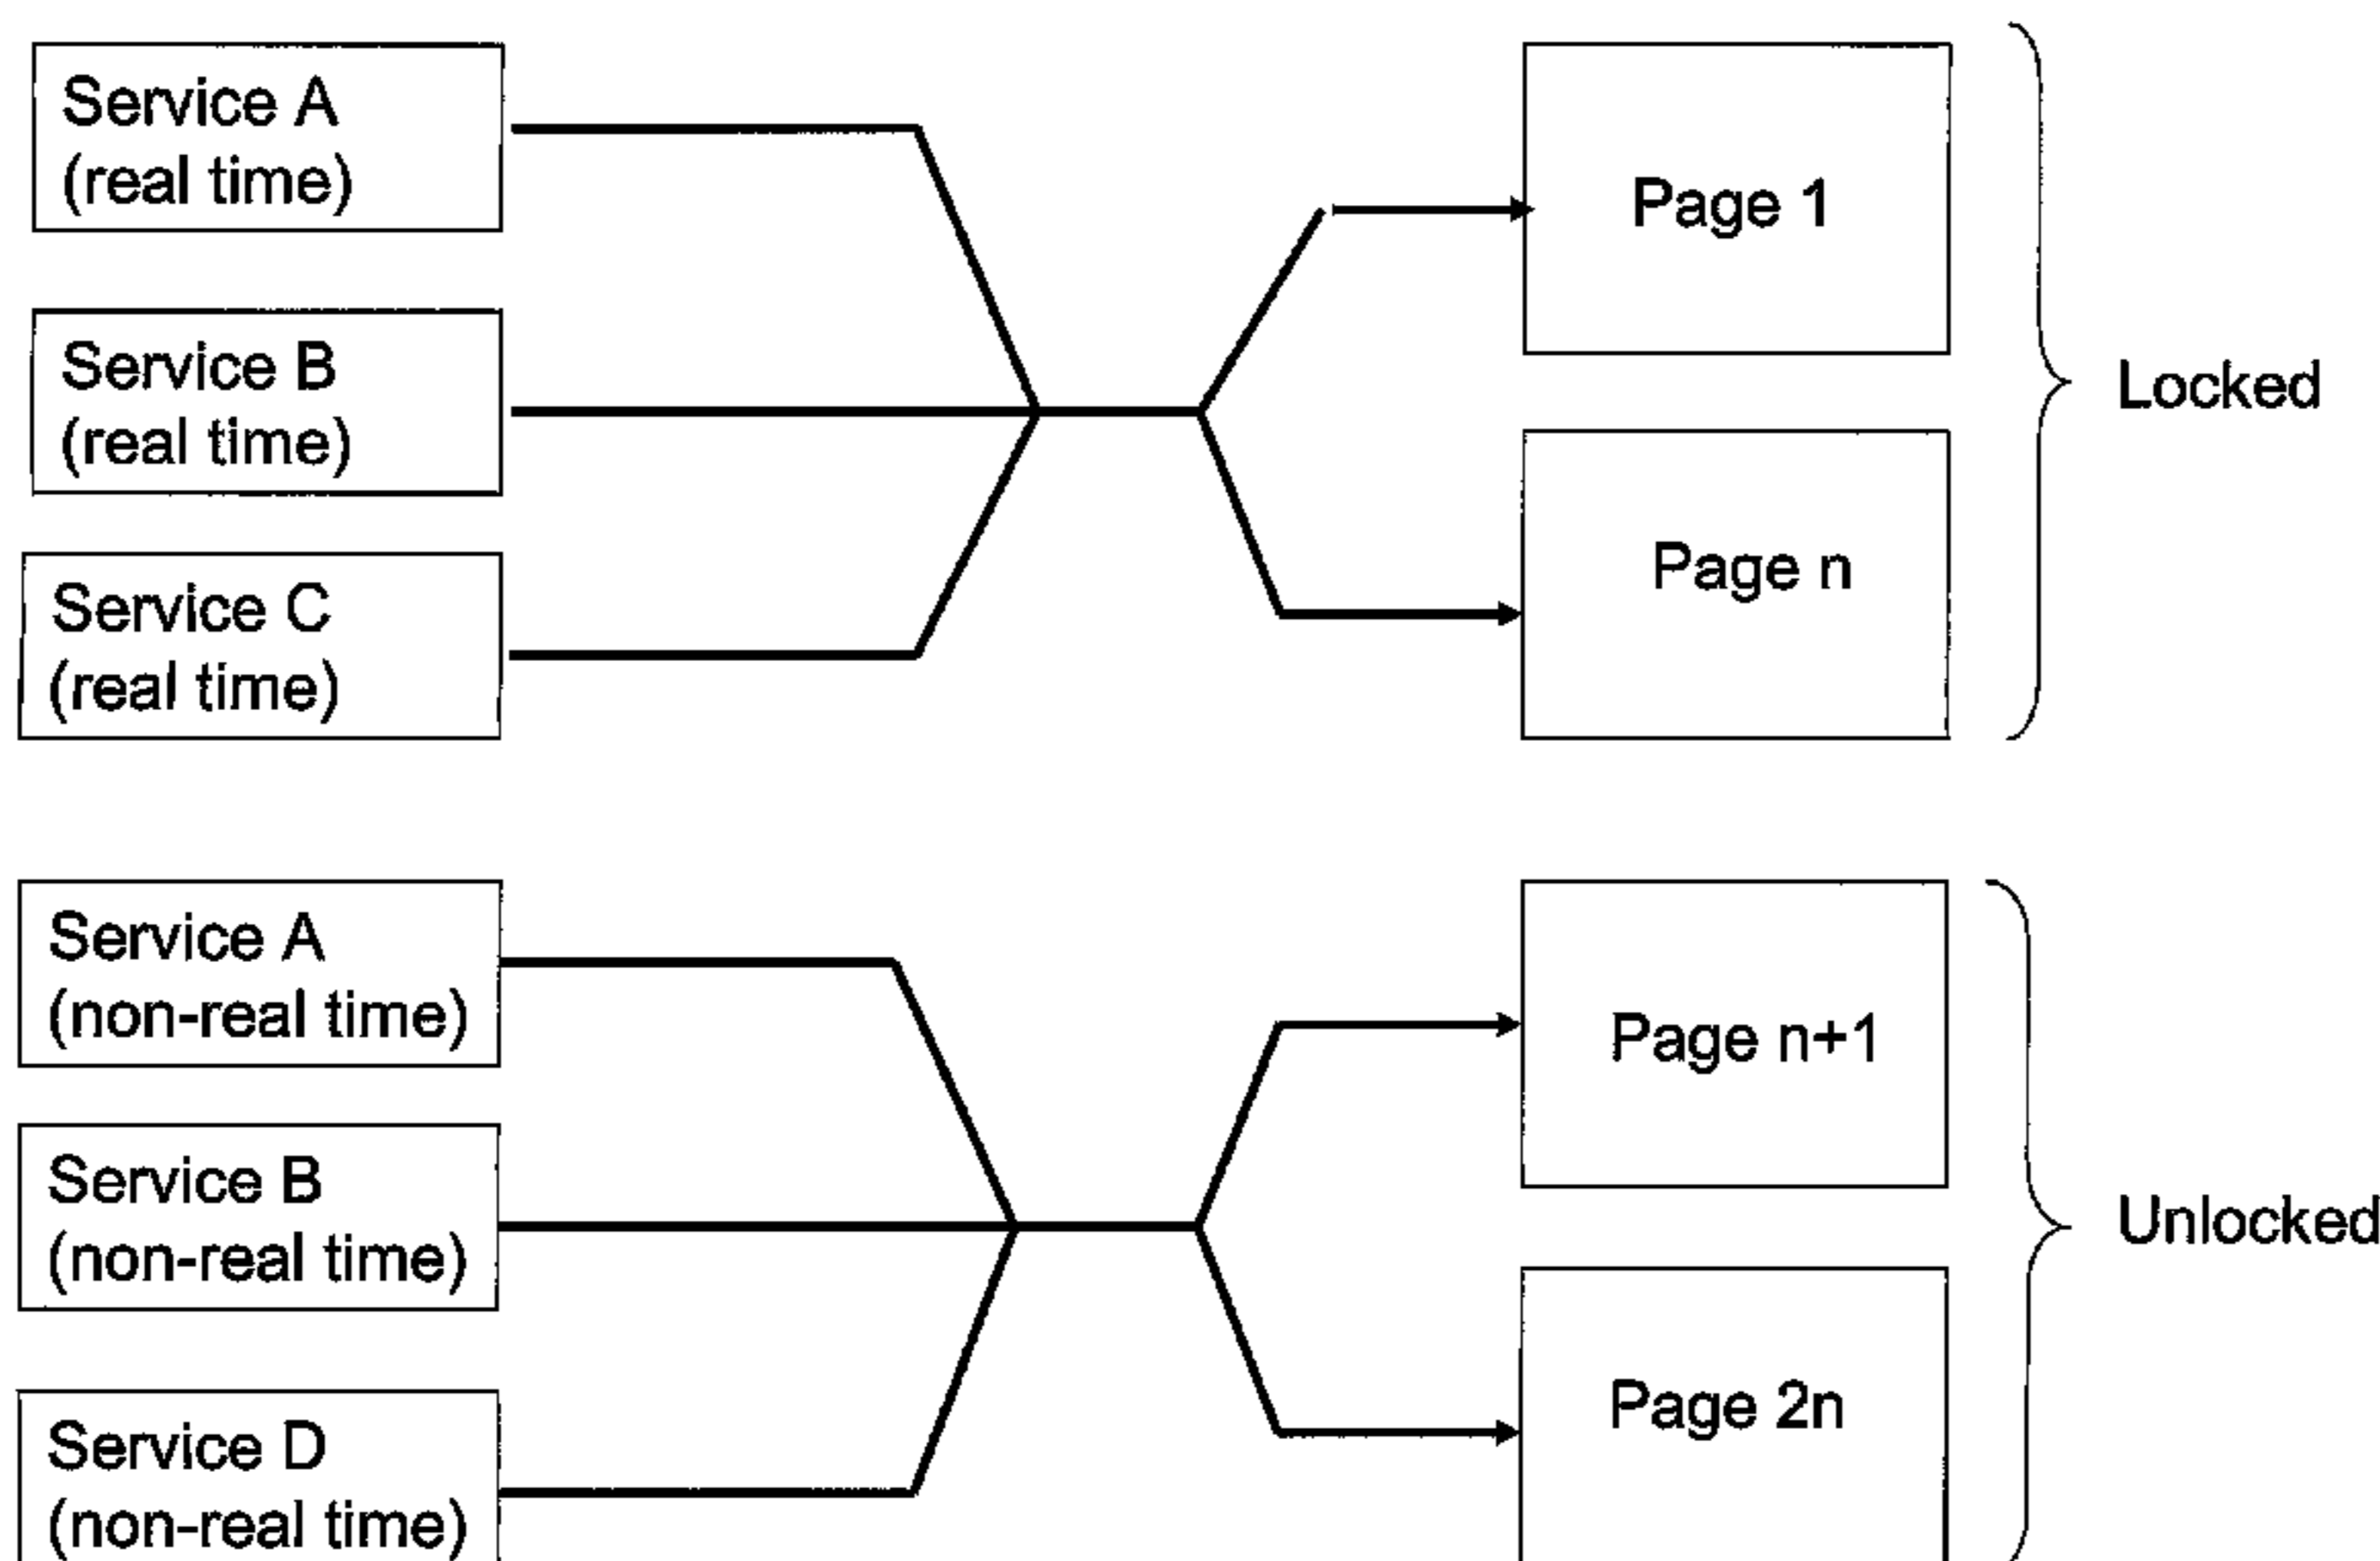 Service A
(real time)
Service B
(real time)
Service C
(real time)
Page 1
Page n
Locked
Service A
(non-real time)
Service B
(non-real time)
Service D
(non-real time)
Page n+1
Page 2n
Unlocked